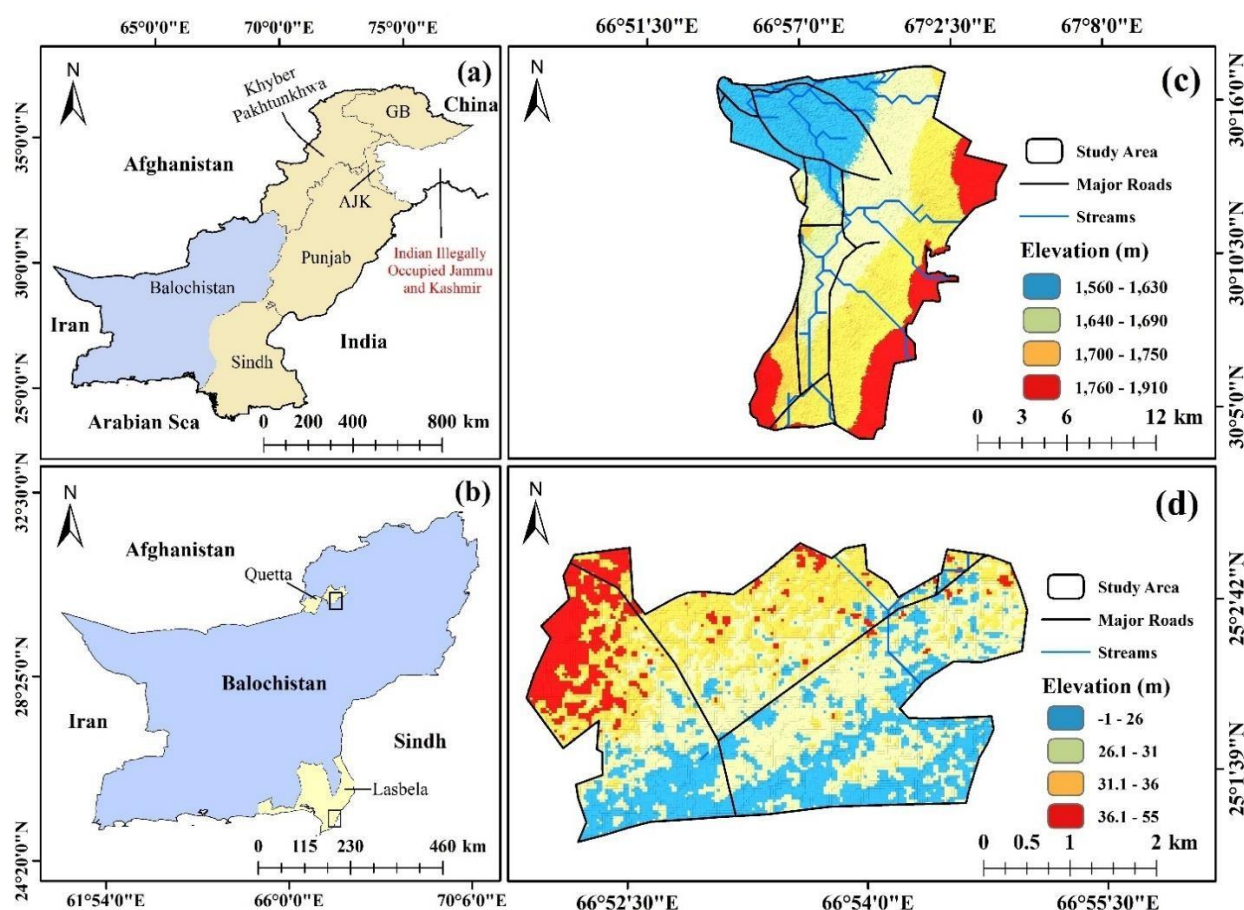 65°0'0"E 70°0'0"E 75°0'0"E
66°51'30"E 66°57'0"E 67°2'30"E 67°8'0"E
(a)
N
Khyber
Pakhtunkhwa
GB
China
Afghanistan
AJK
Punjab
Indian Illegally
Occupied Jammu
and Kashmir
Balochistan
Iran
India
Sindh
Arabian Sea
0 200 400 800 km
35°0'0"N
30°0'0"N
25°0'0"N
(c)
N
Study Area
Major Roads
Streams
Elevation (m)
1,560 - 1,630
1,640 - 1,690
1,700 - 1,750
1,760 - 1,910
0 3 6 12 km
30°16'0"N
30°10'30"N
30°5'0"N
(b)
N
Afghanistan
Quetta
Balochistan
Iran
Sindh
Lasbela
0 115 230 460 km
32°30'0"N
28°25'0"N
24°20'0"N
61°54'0"E 66°0'0"E 70°6'0"E
(d)
N
Study Area
Major Roads
Streams
Elevation (m)
-1 - 26
26.1 - 31
31.1 - 36
36.1 - 55
0 0.5 1 2 km
25°2'42"N
25°1'39"N
66°52'30"E 66°54'0"E 66°55'30"E